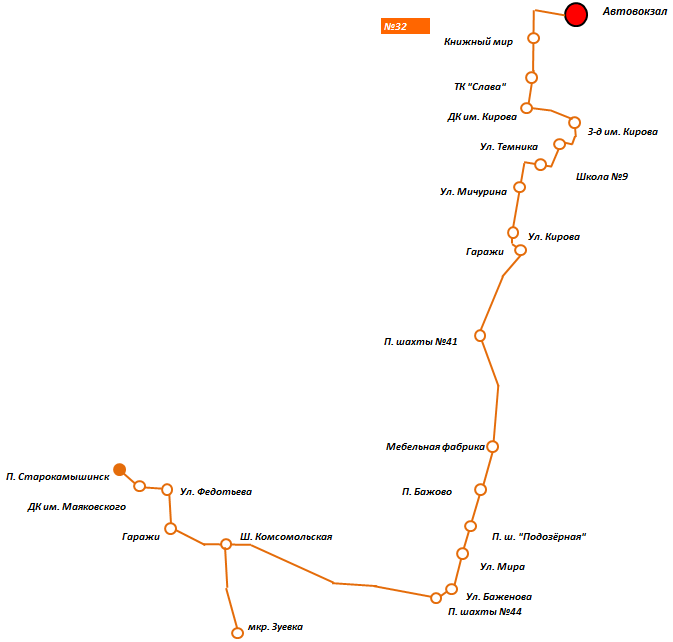 Автовокзал
№32
Книжный мир
ТК "Слава"
ДК им. Кирова
З-д им. Кирова
Ул. Темника
Школа №9
Ул. Мичурина
Ул. Кирова
Гаражи
П. шахты №41
Мебельная фабрика
П. Старокамышинск
Ул. Федотьева
П. Бажово
ДК им. Маяковского
Гаражи
Ш. Комсомольская
П. ш. "Подозёрная"
Ул. Мира
Ул. Баженова
П. шахты №44
мкр. Зуевка